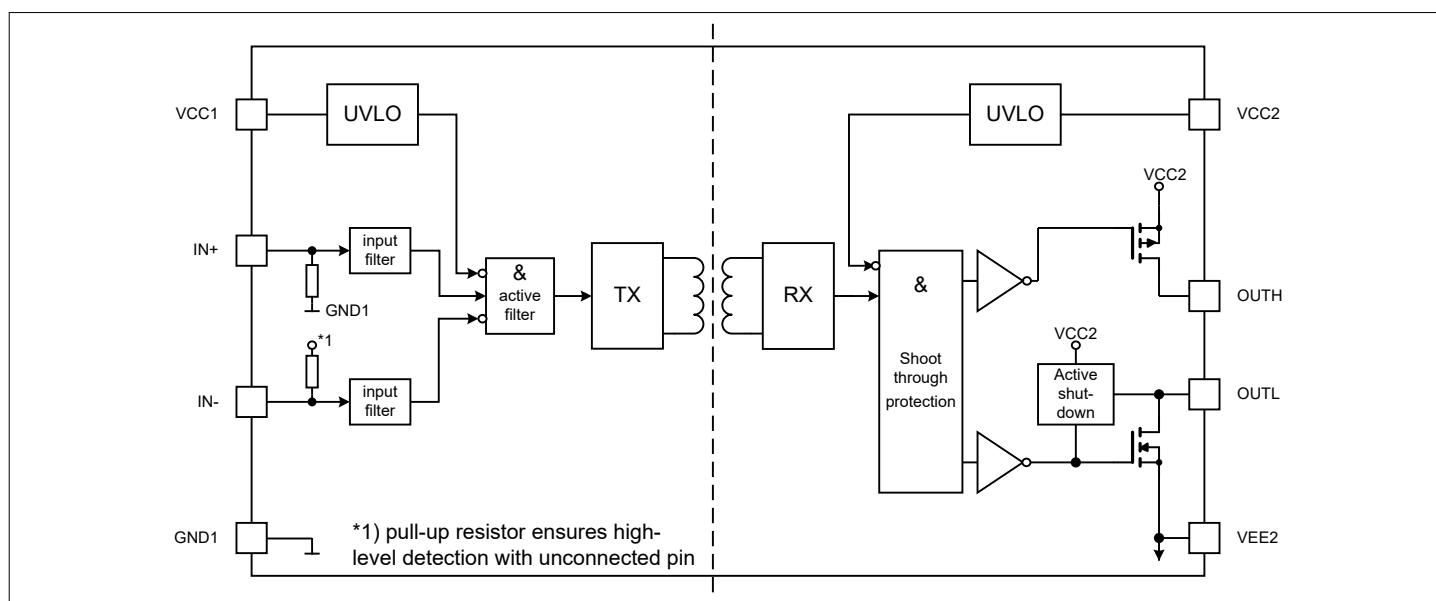 VCC1
UVLO
UVLO
VCC2
VCC2
IN+
input
filter
GND1
&
active
filter
TX
RX
&
Shoot
through
protection
OUTH
*1
VCC2
Active
shut-
down
IN-
input
filter
OUTL
GND1
*1) pull-up resistor ensures high-
level detection with unconnected pin
VEE2